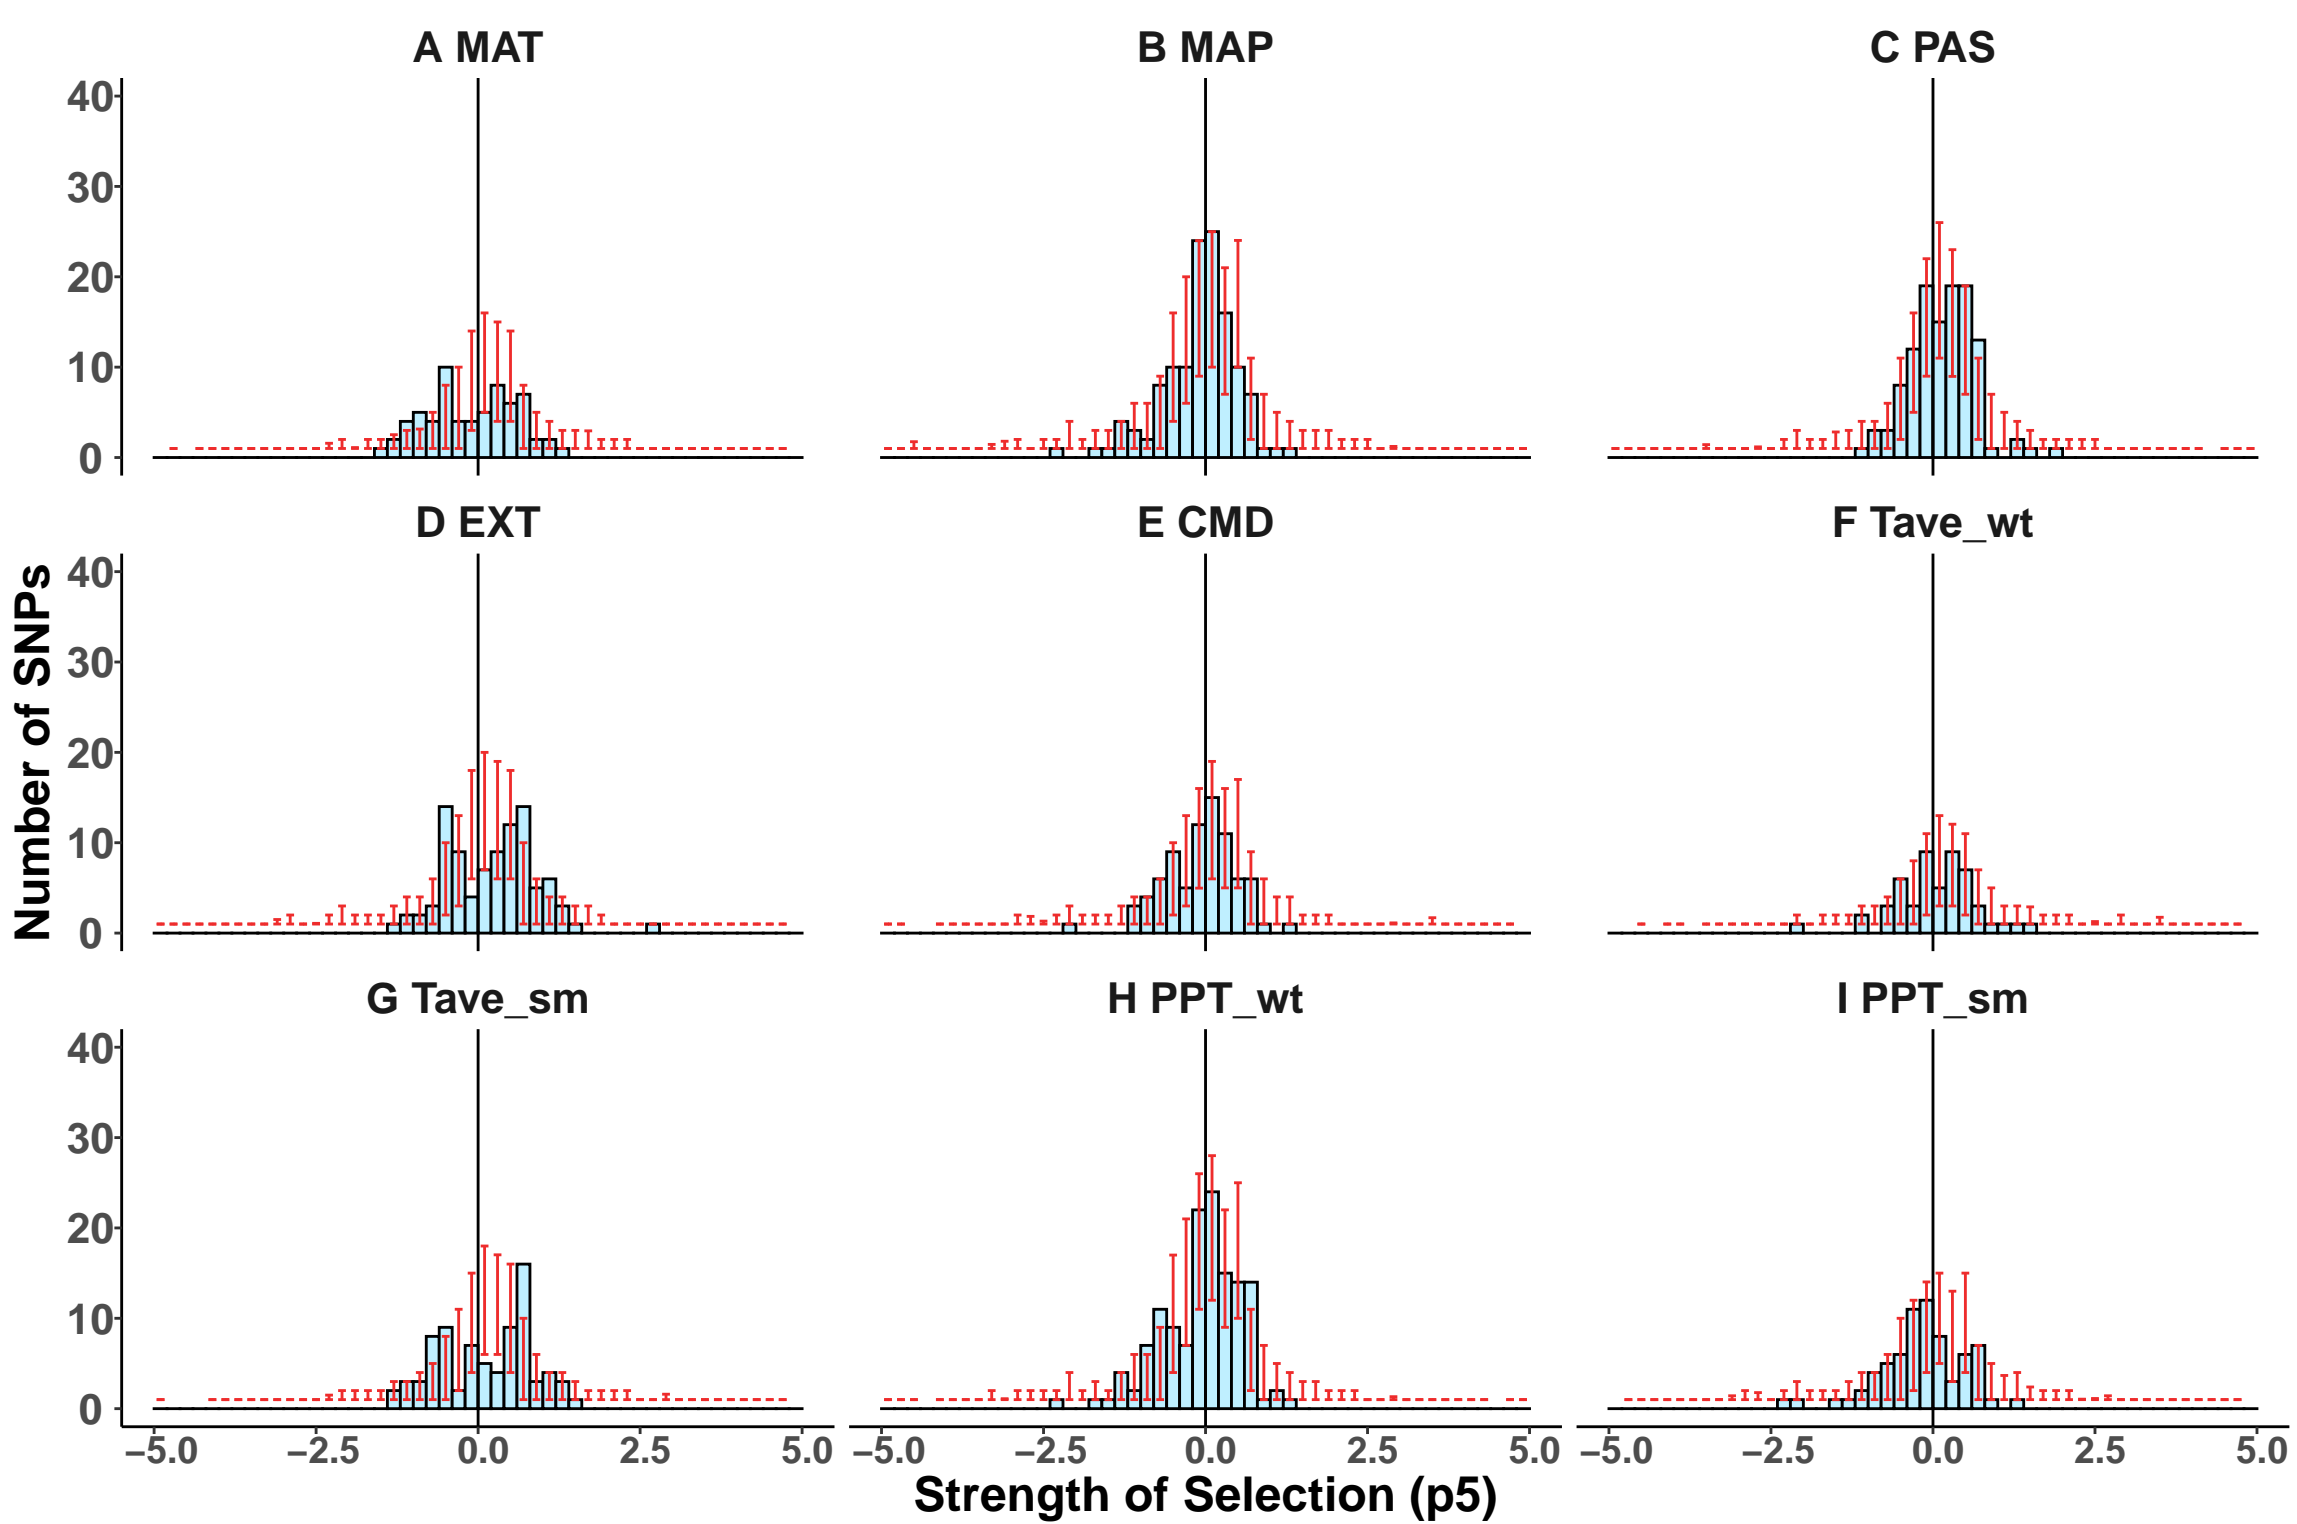 A MAT
B MAP
C PAS
40
30
20
10
0
D EXT
E CMD
F Tave_wt
Number of SNPs
40
30
20
10
0
G Tave_sm
H PPT_wt
I PPT_sm
40
30
20
10
0
−5.0 −2.5 0.0 2.5 5.0
−5.0 −2.5 0.0 2.5 5.0
−5.0 −2.5 0.0 2.5 5.0
Strength of Selection (p5)